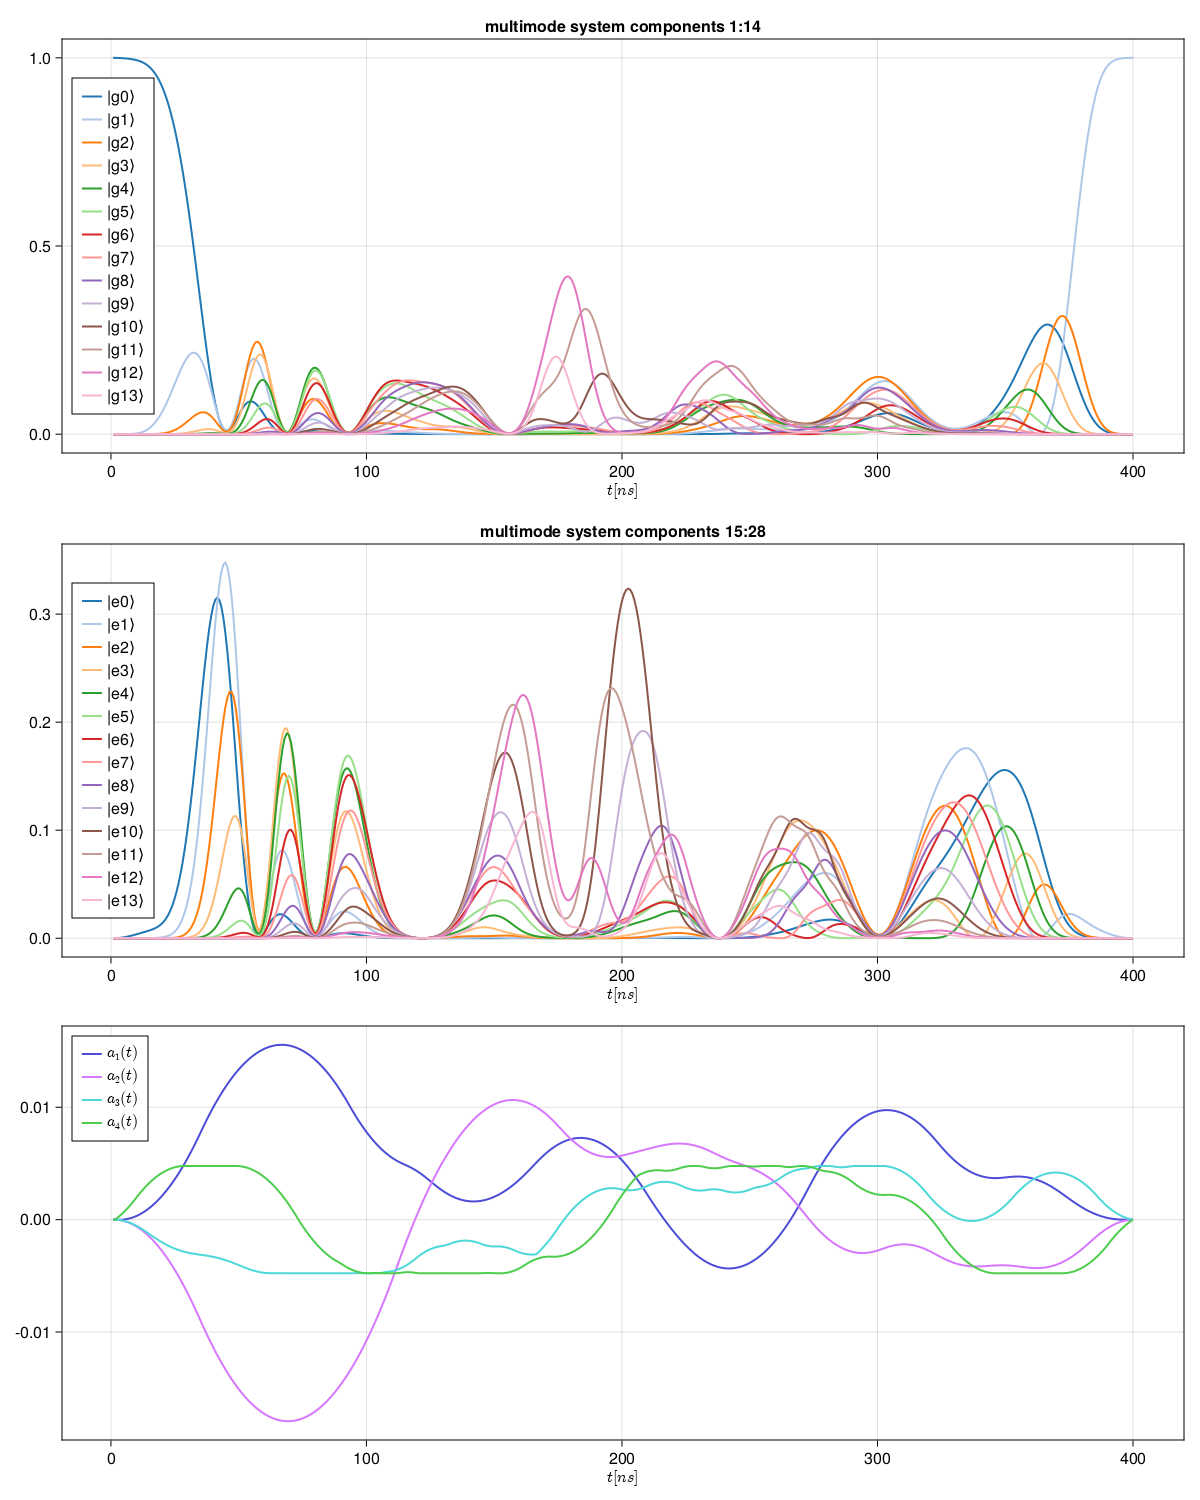 multimode system components 1:14
1.0
0.5
0.0
|g0⟩
|g1⟩
|g2⟩
|g3⟩
|g4⟩
|g5⟩
|g6⟩
|g7⟩
|g8⟩
|g9⟩
|g10⟩
|g11⟩
|g12⟩
|g13⟩
0 100 200 300 400
t[ns]
multimode system components 15:28
0.3
0.2
0.1
0.0
|e0⟩
|e1⟩
|e2⟩
|e3⟩
|e4⟩
|e5⟩
|e6⟩
|e7⟩
|e8⟩
|e9⟩
|e10⟩
|e11⟩
|e12⟩
|e13⟩
0 100 200 300 400
t[ns]
a₁(t)
a₂(t)
a₃(t)
a₄(t)
0.01
0.00
-0.01
0 100 200 300 400
t[ns]